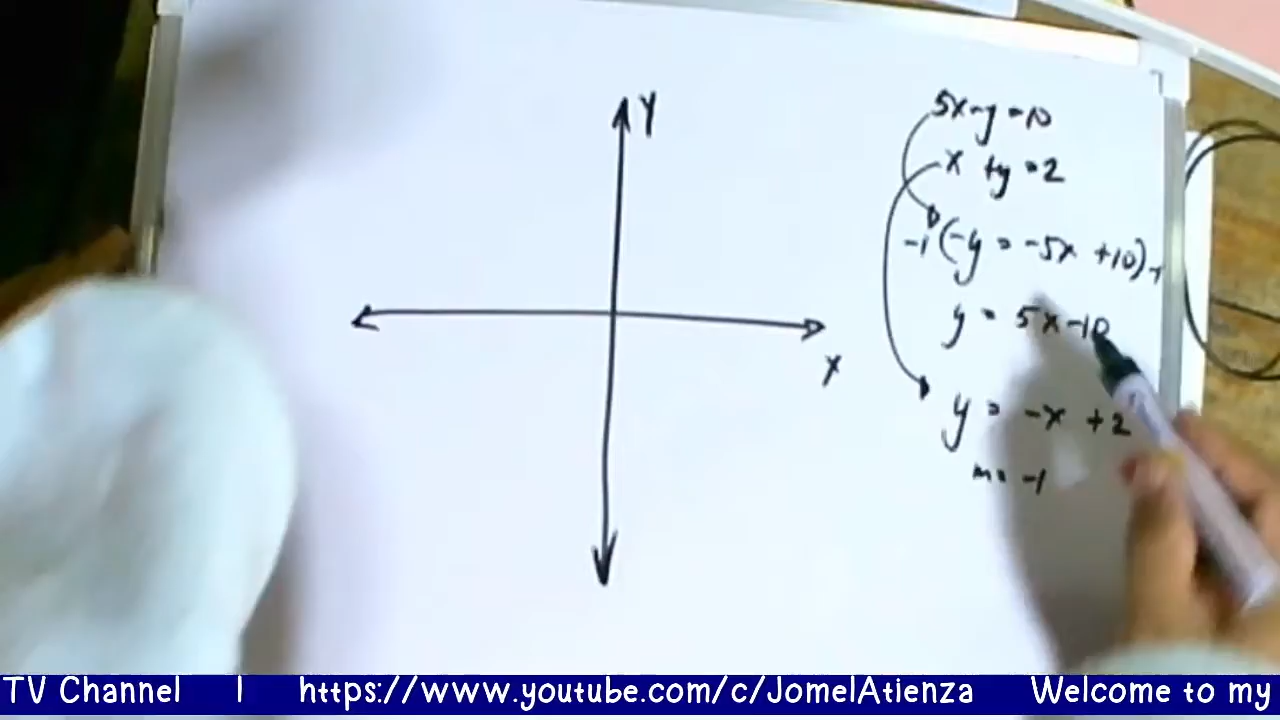 Y
X
5x-y=10
x +y=2
-1(-y = -5x +10)-1
y = 5x-10
y = -x +2
m= -1
TV Channel | https://www.youtube.com/c/JomelAtienza Welcome to my